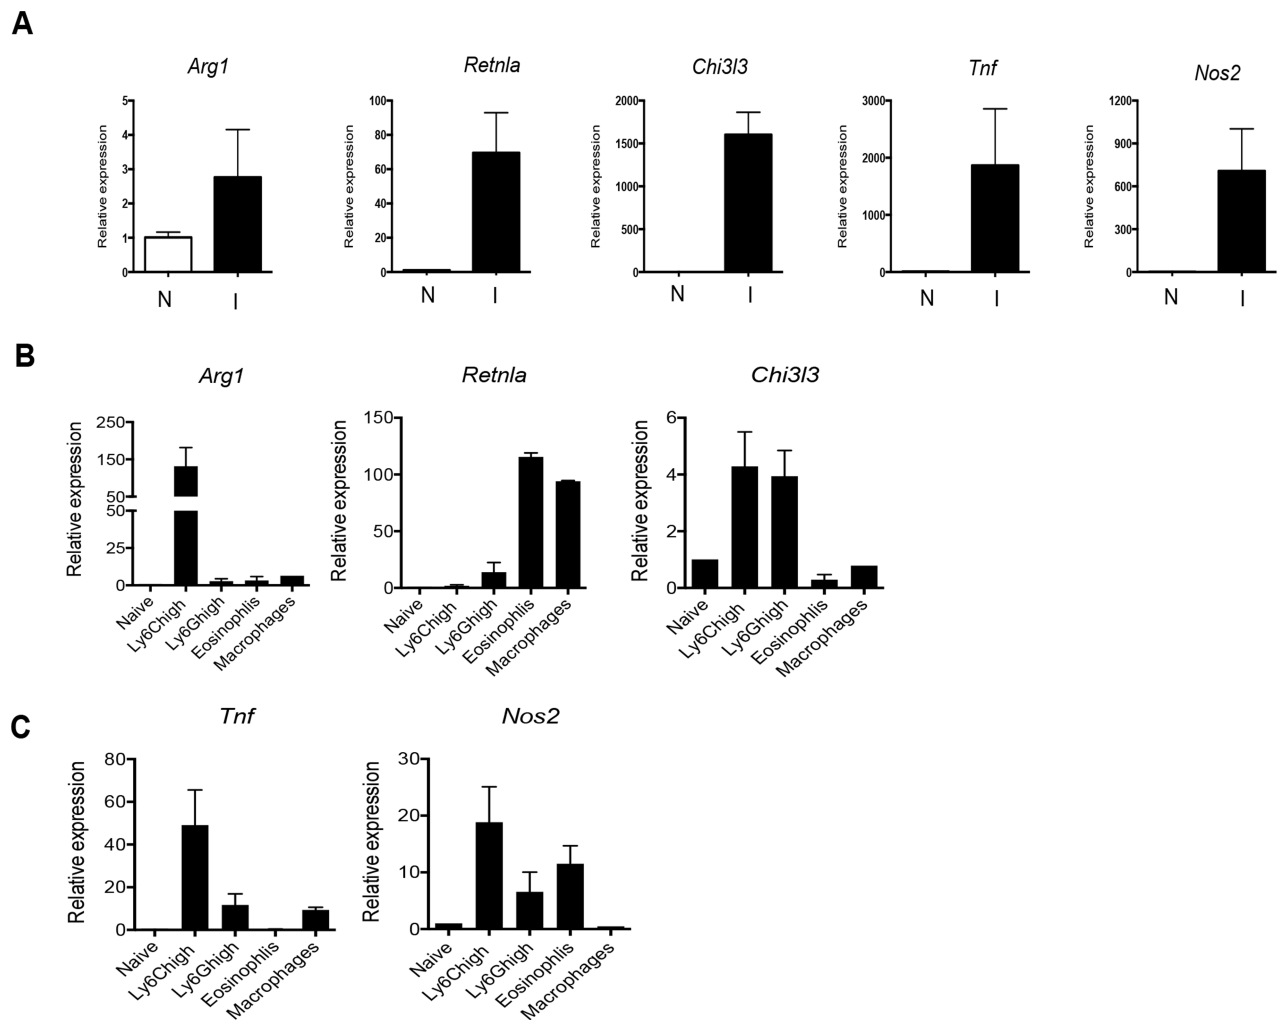 A
Arg1
Retnla
Chi3l3
Tnf
Nos2
Relative expression
5
4
3
2
1
0
N
I
Relative expression
100
80
60
40
20
0
N
I
Relative expression
2000
1500
1000
500
0
N
I
Relative expression
3000
2000
1000
0
N
I
Relative expression
1200
900
600
300
0
N
I
B
Arg1
Retnla
Chi3l3
Relative expression
250
150
50
50
25
0
Naive
Ly6Chigh
Ly6Ghigh
Eosinophlis
Macrophages
Relative expression
150
100
50
0
Naive
Ly6Chigh
Ly6Ghigh
Eosinophlis
Macrophages
Relative expression
6
4
2
0
Naive
Ly6Chigh
Ly6Ghigh
Eosinophlis
Macrophages
C
Tnf
Nos2
Relative expression
80
60
40
20
0
Naive
Ly6Chigh
Ly6Ghigh
Eosinophlis
Macrophages
Relative expression
30
20
10
0
Naive
Ly6Chigh
Ly6Ghigh
Eosinophlis
Macrophages